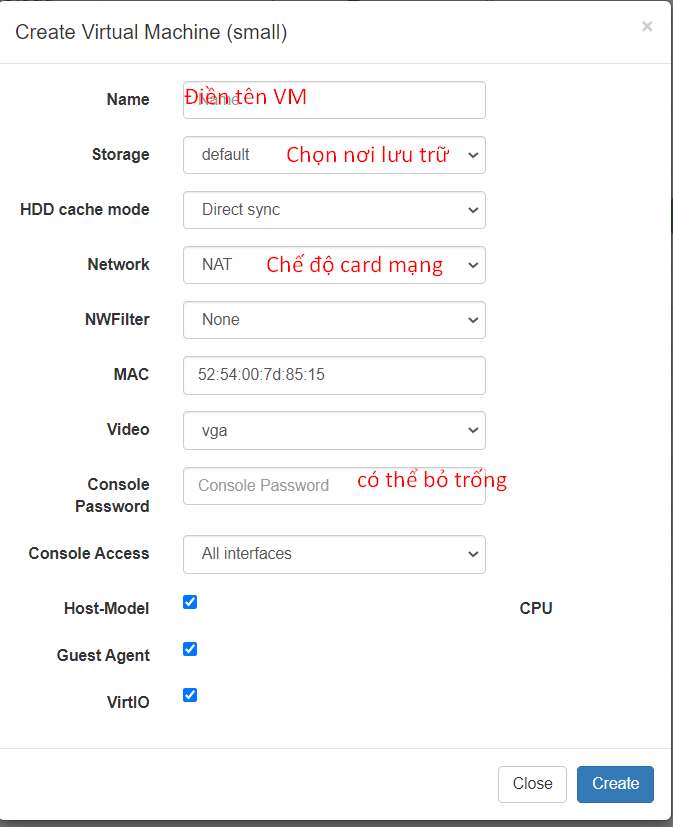 Create Virtual Machine (small)
×
Name
Name Điền tên VM
Storage
default Chọn nơi lưu trữ
HDD cache mode
Direct sync
Network
NAT Chế độ card mạng
NWFilter
None
MAC
52:54:00:7d:85:15
Video
vga
Console
Password
Console Password có thể bỏ trống
Console Access
All interfaces
Host-Model
CPU
Guest Agent
VirtIO
Close
Create